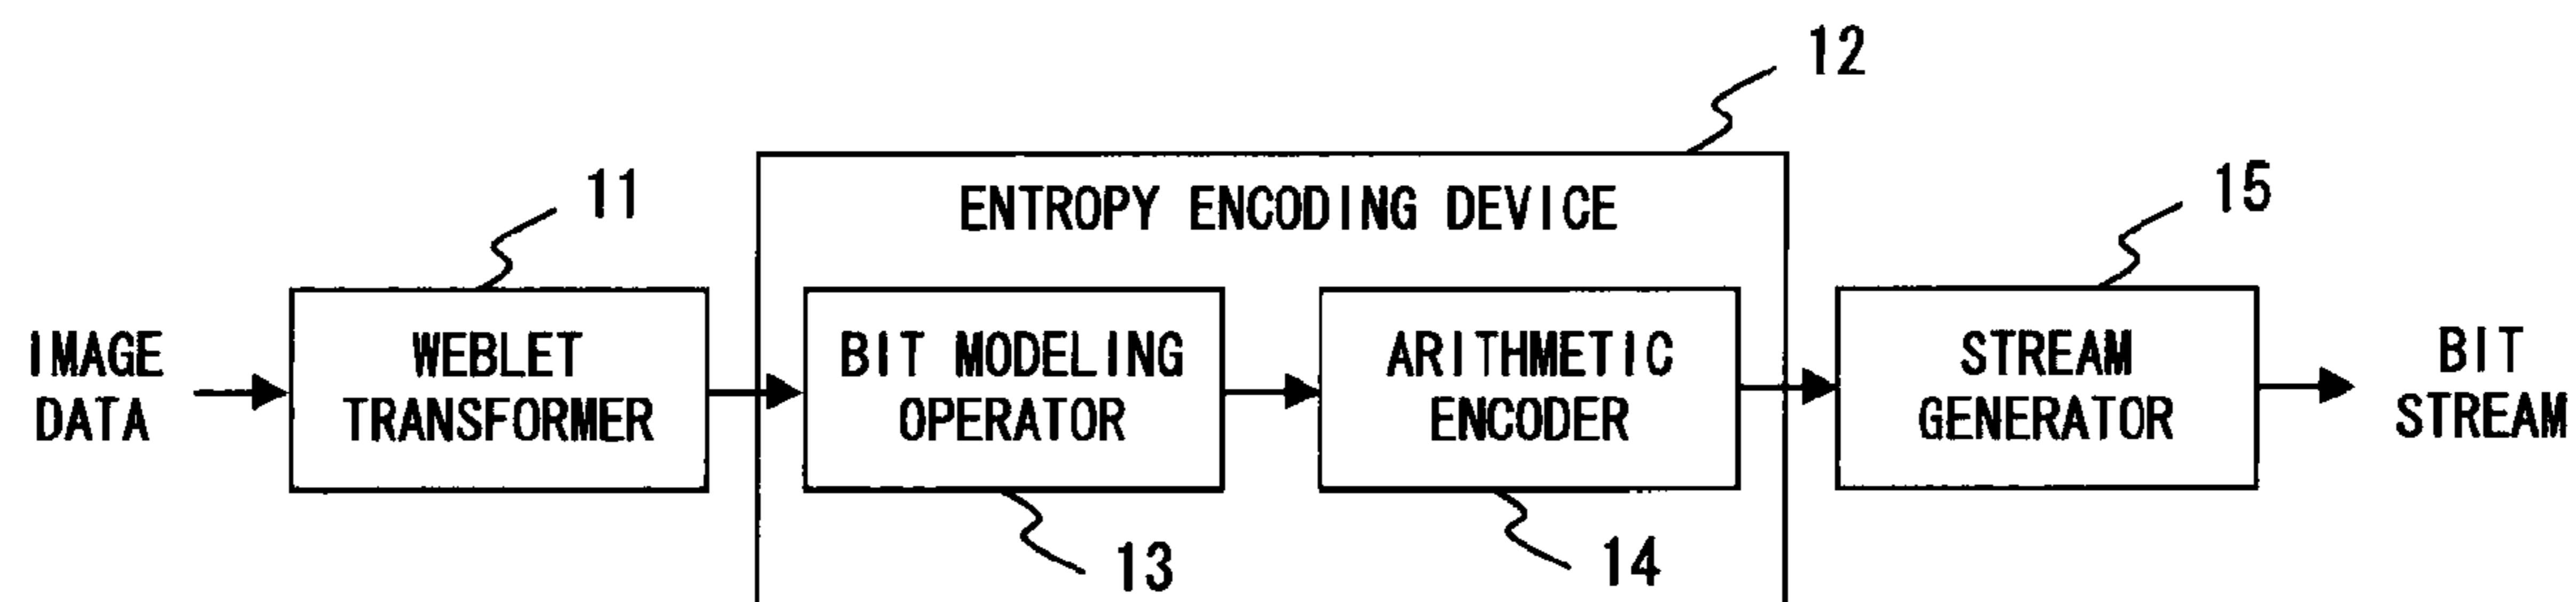 12
11
ENTROPY ENCODING DEVICE
15
IMAGE
DATA
WEBLET
TRANSFORMER
BIT MODELING
OPERATOR
ARITHMETIC
ENCODER
STREAM
GENERATOR
BIT
STREAM
13
14